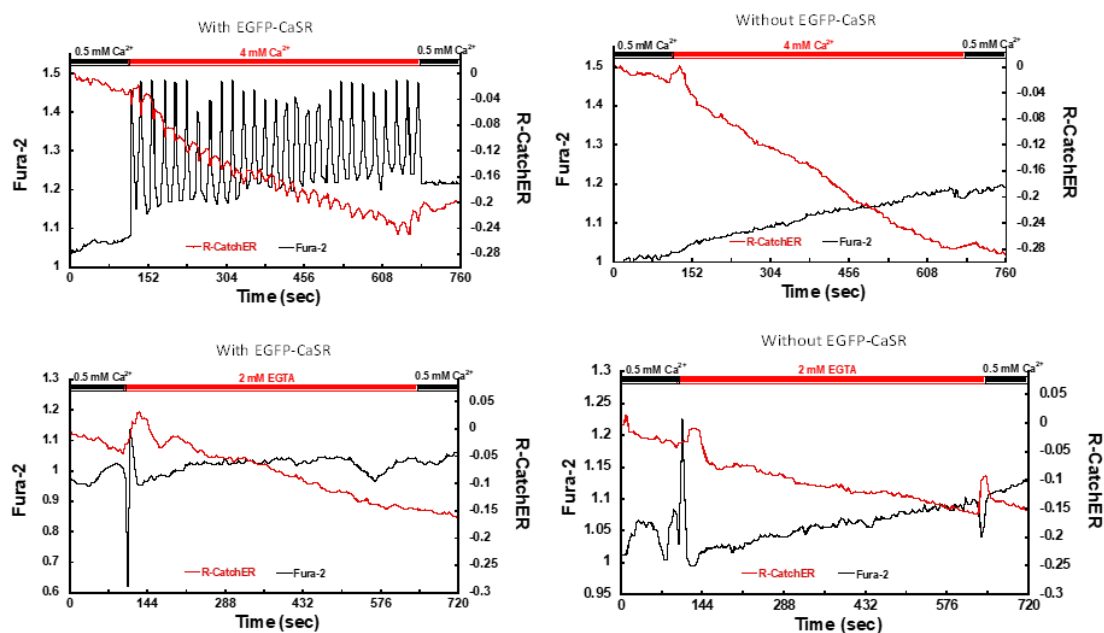 With EGFP-CaSR
0.5 mM Ca²⁺ 4 mM Ca²⁺ 0.5 mM Ca²⁺
1.5
1.4
1.3
1.2
1.1
1
0
-0.04
-0.08
-0.12
-0.16
-0.2
-0.24
-0.28
Fura-2
R-CatchER
R-CatchER Fura-2
0 152 304 456 608 760
Time (sec)
Without EGFP-CaSR
0.5 mM Ca²⁺ 4 mM Ca²⁺ 0.5 mM Ca²⁺
1.5
1.4
1.3
1.2
1.1
1
0
-0.04
-0.08
-0.12
-0.16
-0.2
-0.24
-0.28
Fura-2
R-CatchER
R-CatchER Fura-2
0 152 304 456 608 760
Time (sec)
With EGFP-CaSR
0.5 mM Ca²⁺ 2 mM EGTA 0.5 mM Ca²⁺
1.3
1.2
1.1
1
0.9
0.8
0.7
0.6
0.05
0
-0.05
-0.1
-0.15
-0.2
-0.25
-0.3
Fura-2
R-CatchER
R-CatchER Fura-2
0 144 288 432 576 720
Time (sec)
Without EGFP-CaSR
0.5 mM Ca²⁺ 2 mM EGTA 0.5 mM Ca²⁺
1.3
1.25
1.2
1.15
1.1
1.05
1
0.95
0.05
0
-0.05
-0.1
-0.15
-0.2
-0.25
-0.3
Fura-2
R-CatchER
R-CatchER Fura-2
0 144 288 432 576 720
Time (sec)